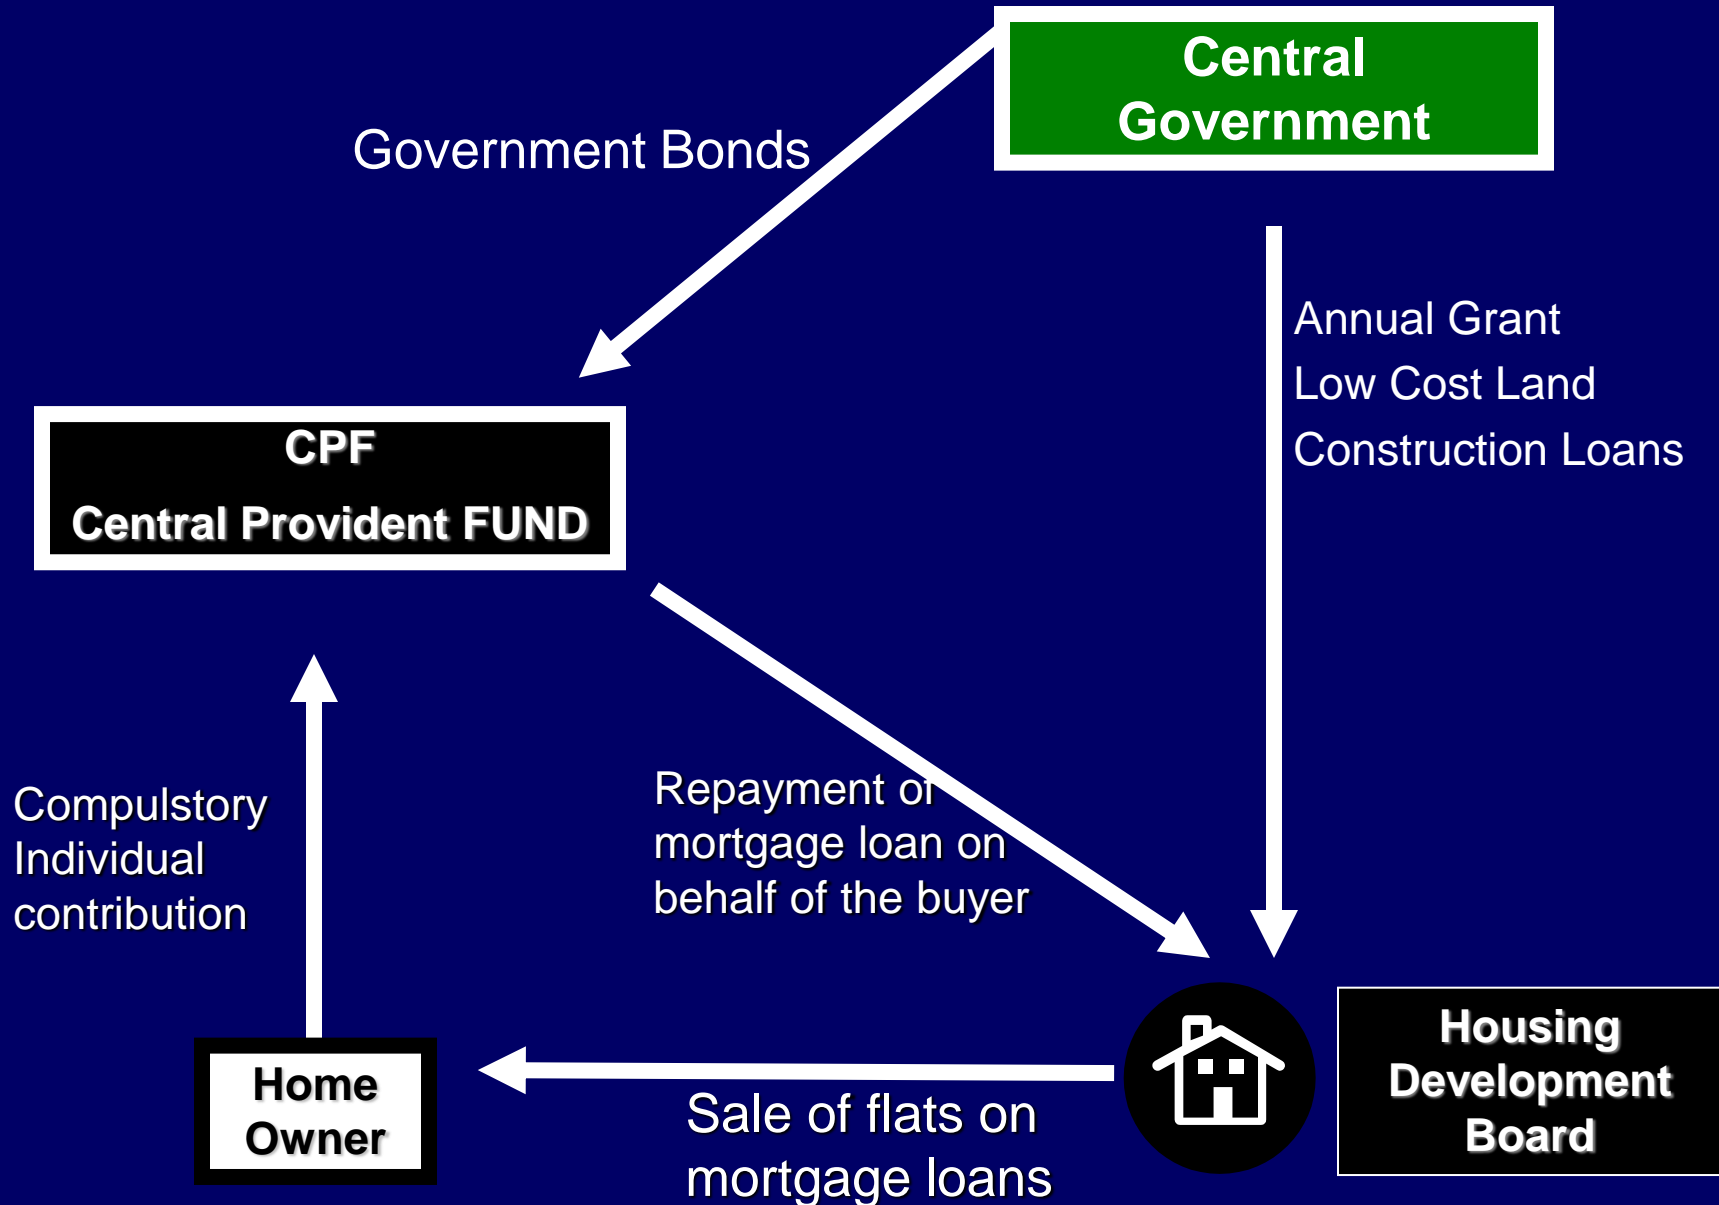 Central
Government
Government Bonds
Annual Grant
Low Cost Land
Construction Loans
CPF
Central Provident FUND
Compulstory
Individual
contribution
Repayment of
mortgage loan on
behalf of the buyer
Home
Owner
Sale of flats on
mortgage loans
Housing
Development
Board